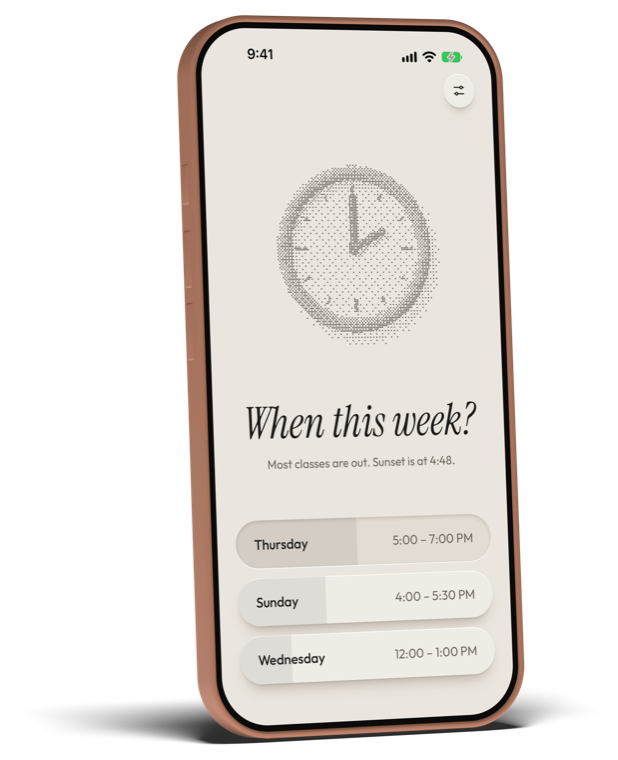 9:41
When this week?
Most classes are out. Sunset is at 4:48.
Thursday 5:00 – 7:00 PM
Sunday 4:00 – 5:30 PM
Wednesday 12:00 – 1:00 PM